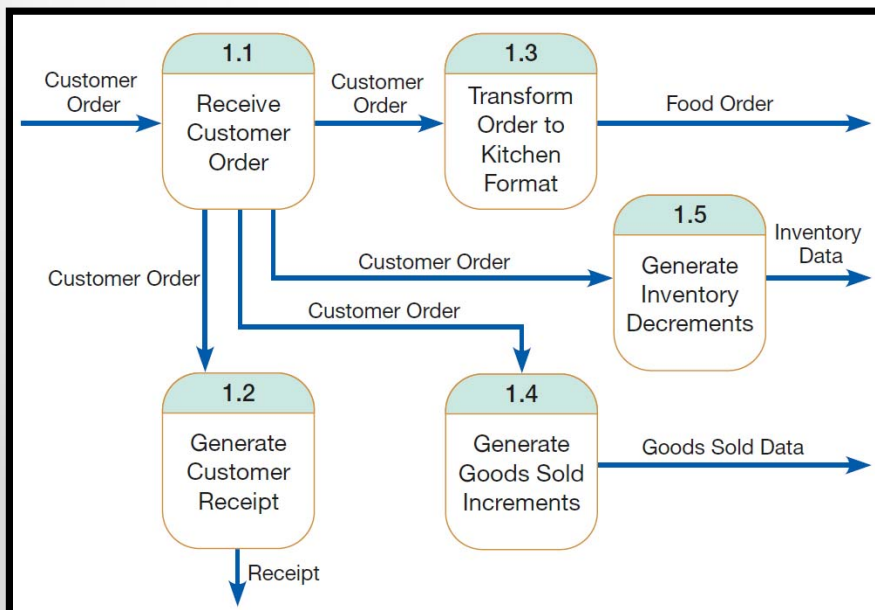 1.1
1.3
Customer
Order
Receive
Customer
Order
Customer
Order
Transform
Order to
Kitchen
Format
Food Order
1.5
Customer Order
Customer Order
Generate
Inventory
Decrements
Inventory
Data
Customer Order
1.2
1.4
Generate
Customer
Receipt
Generate
Goods Sold
Increments
Goods Sold Data
Receipt